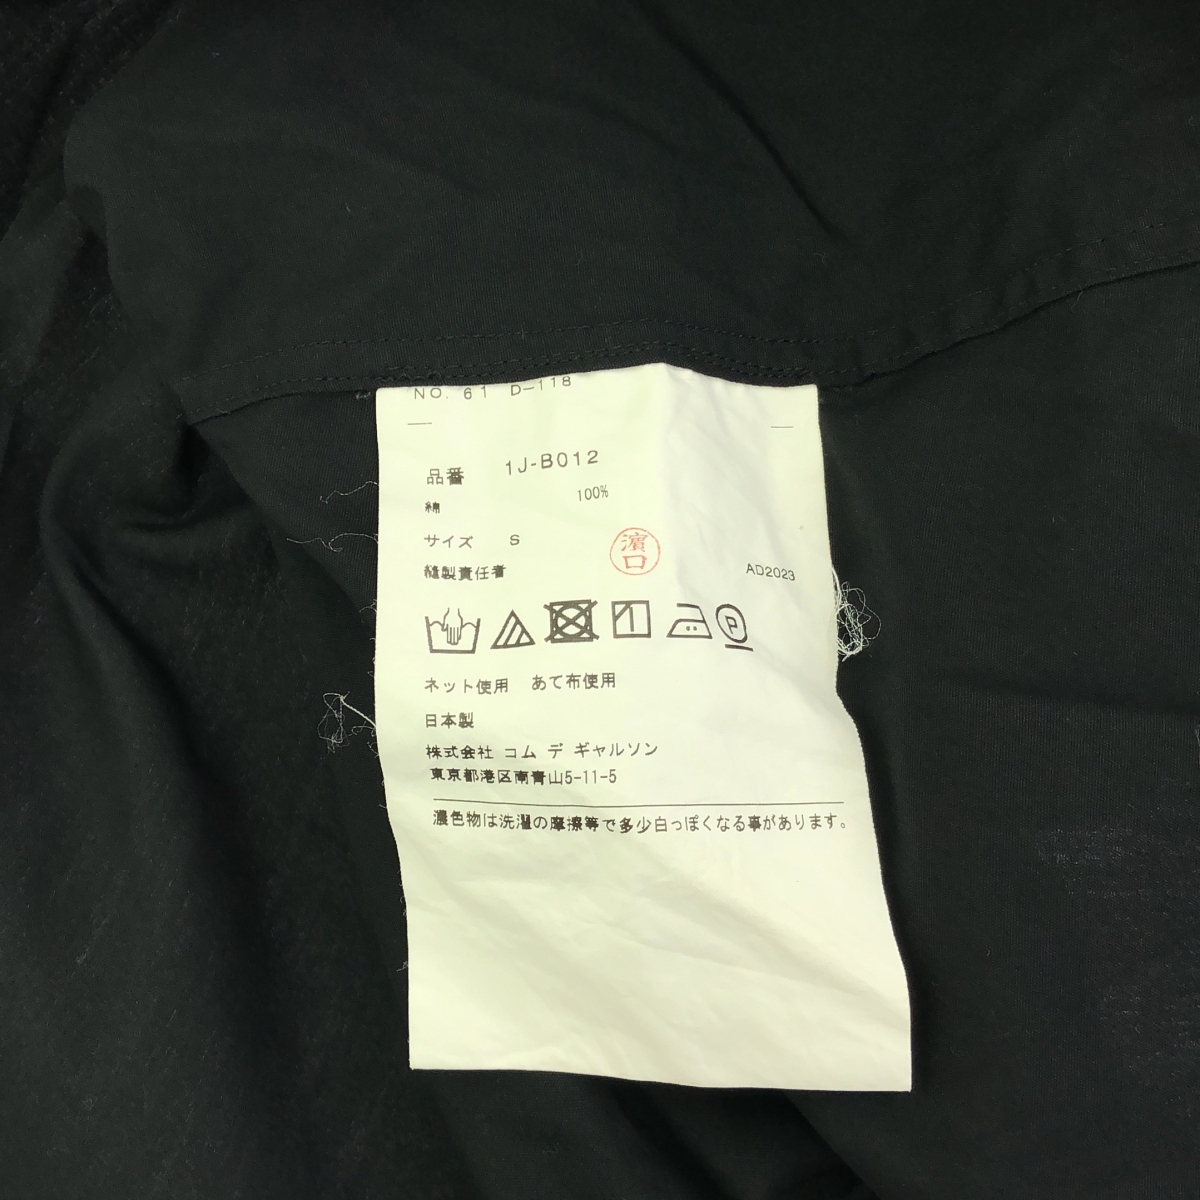 NO. 61 D-118
品番 1J-B012
綿 100%
サイズ S
濱口
縫製責任者
AD2023
P
ネット使用 あて布使用
日本製
株式会社 コム デ ギャルソン
東京都港区南青山5-11-5
濃色物は洗濯の摩擦等で多少白っぽくなる事があります。